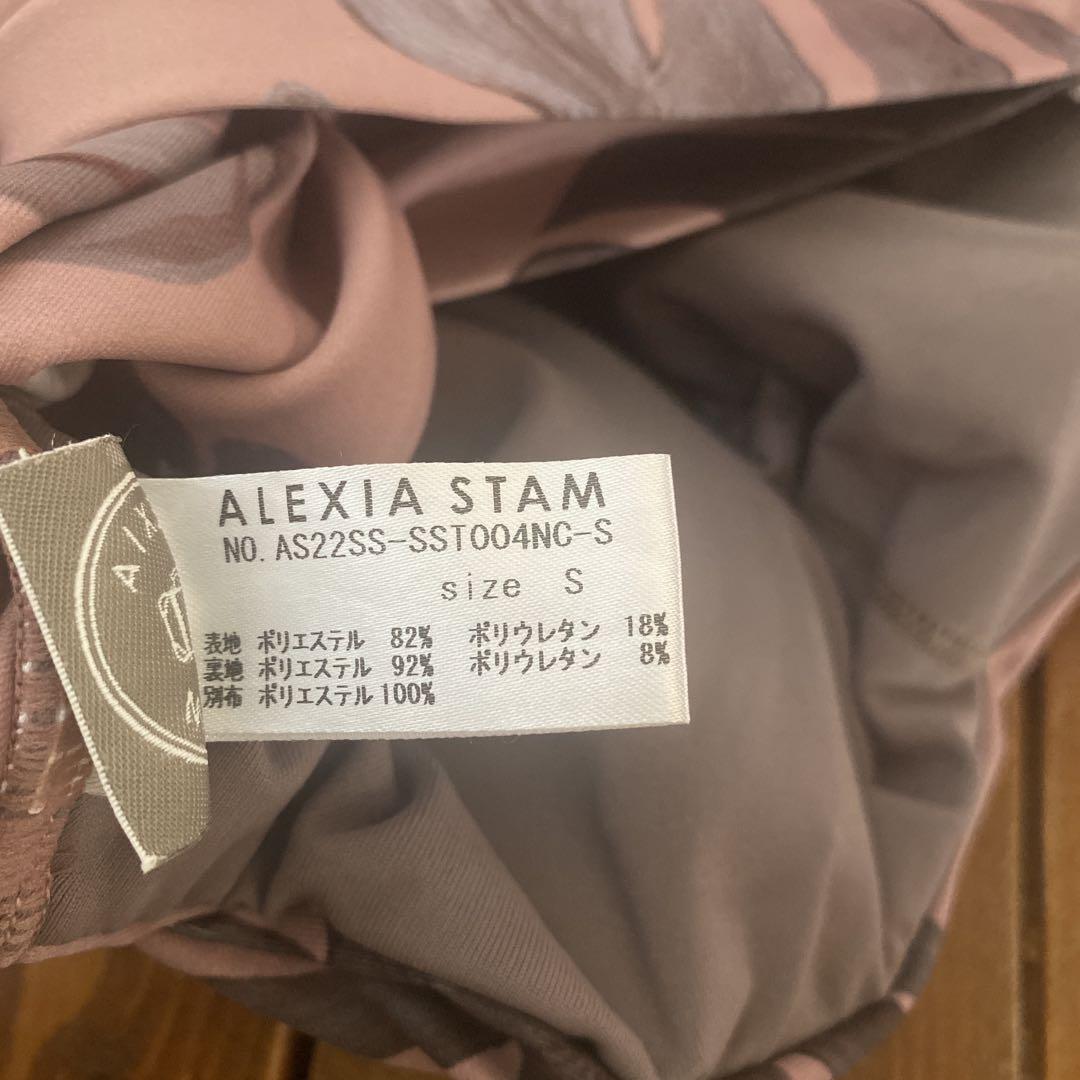 ALEXIA STAM
NO. AS22SS-SST004NC-S
size S
表地 ポリエステル 82% ポリウレタン 18%
裏地 ポリエステル 92% ポリウレタン 8%
別布 ポリエステル 100%